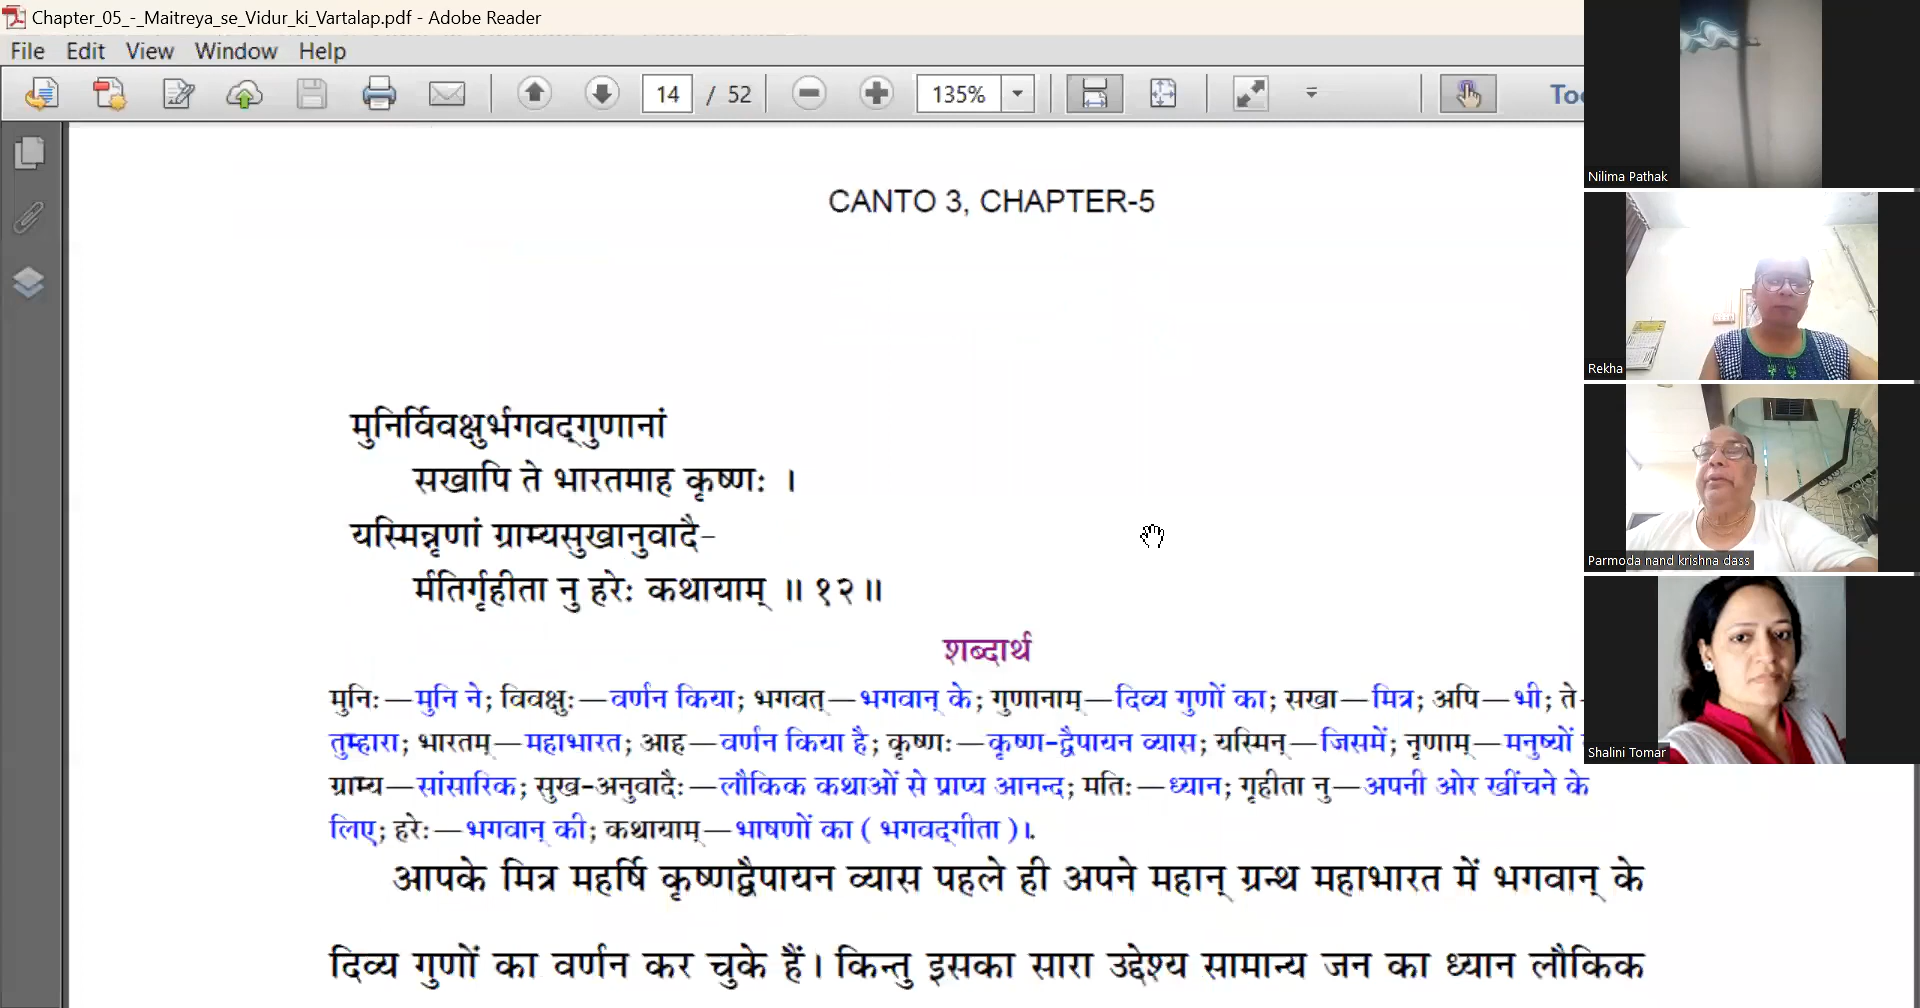 Chapter_05_-_Maitreya_se_Vidur_ki_Vartalap.pdf - Adobe Reader
File Edit View Window Help
14 / 52 135%
CANTO 3, CHAPTER-5
मुनिर्विवक्षुर्भगवद्गुणानां
सखापि ते भारतमाह कृष्णः ।
यस्मिन्नृणां ग्राम्यसुखानुवादै-
र्मतिर्गृहीता नु हरेः कथायाम् ॥ १२॥
शब्दार्थ
मुनिः—मुनि ने; विवक्षुः—वर्णन किया; भगवत्—भगवान् के; गुणानाम्—दिव्य गुणों का; सखा—मित्र; अपि—भी; ते-
तुम्हारा; भारतम्—महाभारत; आह—वर्णन किया है; कृष्णः—कृष्ण-द्वैपायन व्यास; यस्मिन्—जिसमें; नृणाम्—मनुष्यों
ग्राम्य—सांसारिक; सुख-अनुवादैः—लौकिक कथाओं से प्राप्य आनन्द; मतिः—ध्यान; गृहीता नु—अपनी ओर खींचने के
लिए; हरेः—भगवान् की; कथायाम्—भाषणों का ( भगवद्गीता )।.
आपके मित्र महर्षि कृष्णद्वैपायन व्यास पहले ही अपने महान् ग्रन्थ महाभारत में भगवान् के
दिव्य गुणों का वर्णन कर चुके हैं। किन्तु इसका सारा उद्देश्य सामान्य जन का ध्यान लौकिक
Nilima Pathak
Rekha
Parmoda nand krishna dass
Shalini Tomar